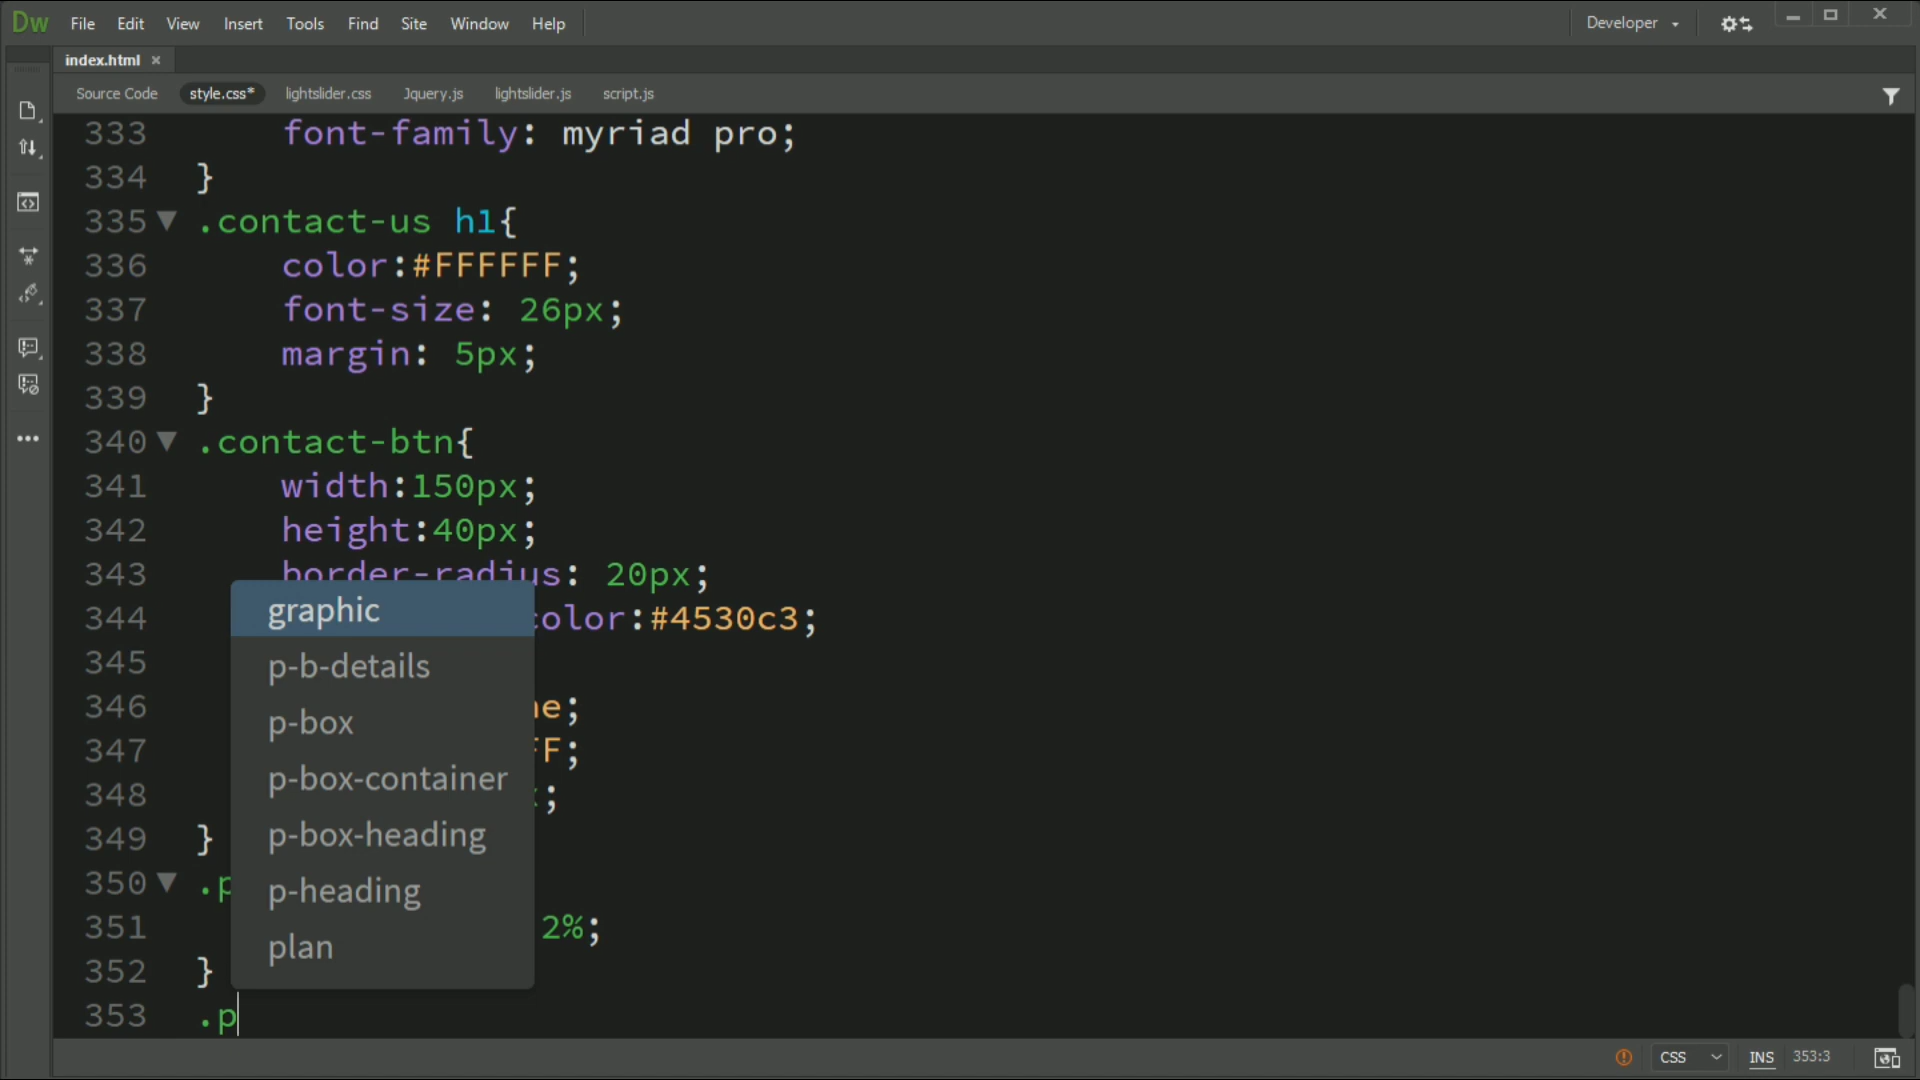 Dw File Edit View Insert Tools Find Site Window Help Developer
index.html ×
Source Code style.css* lightslider.css Jquery.js lightslider.js script.js
333 font-family: myriad pro;
334 }
335 .contact-us h1{
336 color:#FFFFFF;
337 font-size: 26px;
338 margin: 5px;
339 }
340 .contact-btn{
341 width:150px;
342 height:40px;
343 border-radius: 20px;
344 color:#4530c3;
345
346 ne;
347 FF;
348 ;
349 }
350 .p
351 2%;
352 }
353 .p
graphic
p-b-details
p-box
p-box-container
p-box-heading
p-heading
plan
CSS INS 353:3